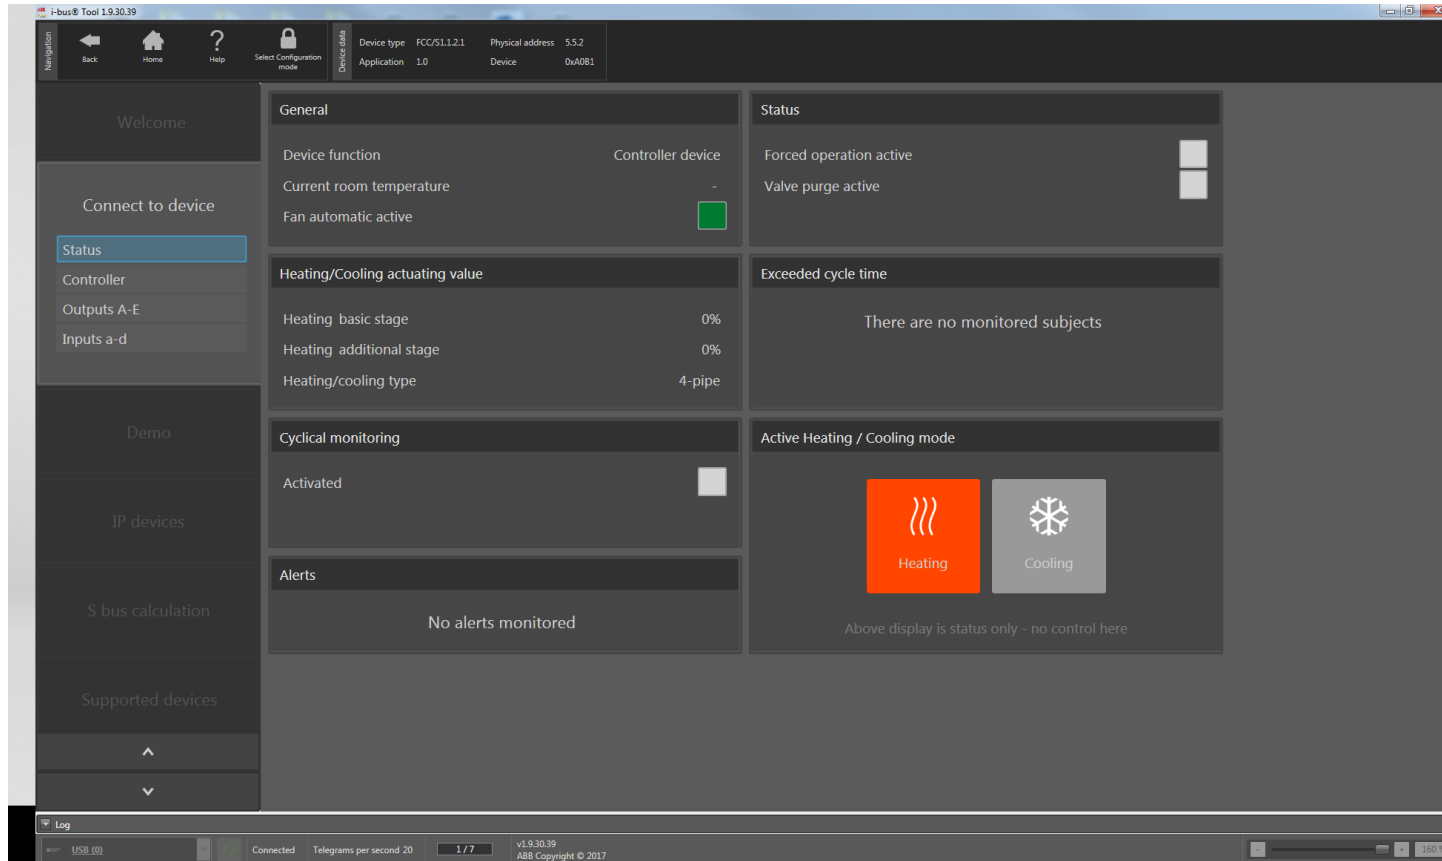 i-bus® Tool 1.9.30.39
Navigation
Back
Home
Help
Select Configuration
mode
Device data
Device type FCC/S1.1.2.1 Physical address 5.5.2
Application 1.0 Device 0xA0B1
Welcome
Connect to device
Status
Controller
Outputs A-E
Inputs a-d
Demo
IP devices
S bus calculation
Supported devices
General
Device function Controller device
Current room temperature -
Fan automatic active
Status
Forced operation active
Valve purge active
Heating/Cooling actuating value
Heating basic stage 0%
Heating additional stage 0%
Heating/cooling type 4-pipe
Exceeded cycle time
There are no monitored subjects
Cyclical monitoring
Activated
Active Heating / Cooling mode
Heating
Cooling
Above display is status only - no control here
Alerts
No alerts monitored
Log
USB (0)
Connected
Telegrams per second 20
1 / 7
v1.9.30.39
ABB Copyright © 2017
- + 160